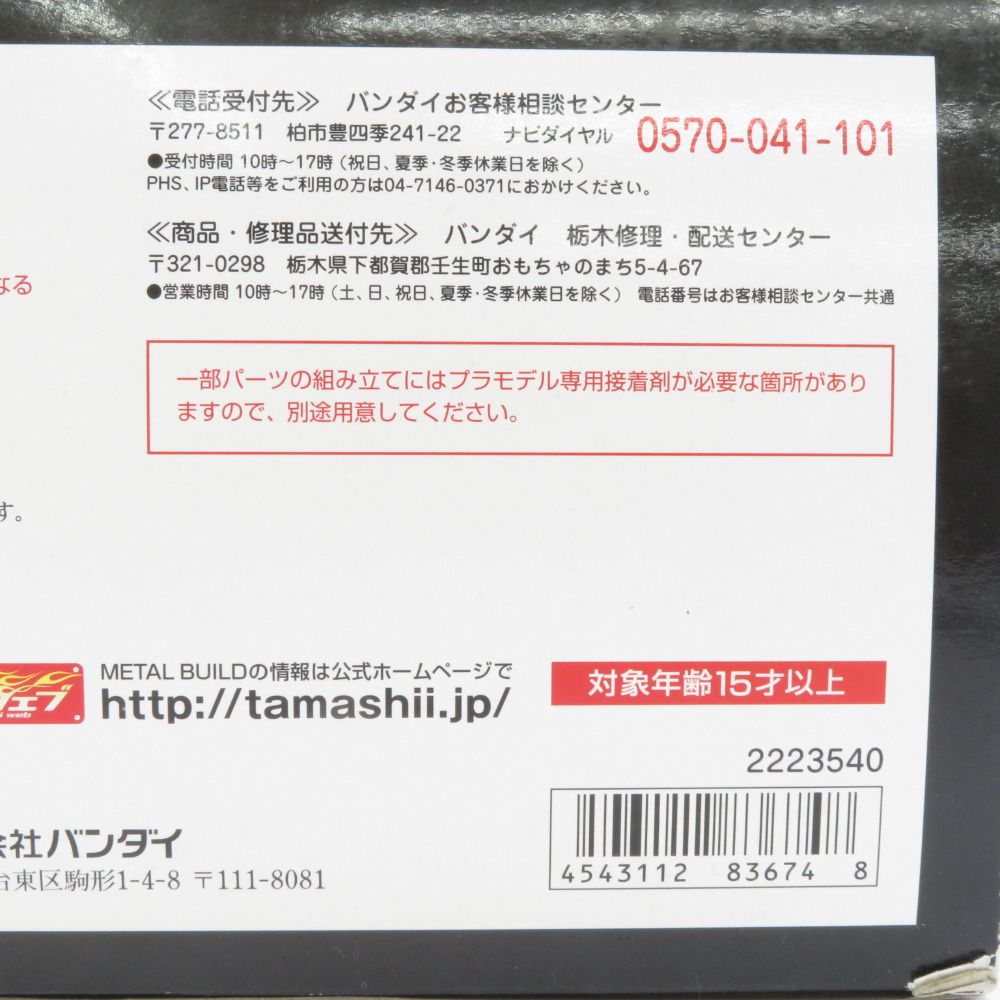 ≪電話受付先≫ バンダイお客様相談センター
〒277-8511 柏市豊四季241-22 ナビダイヤル 0570-041-101
●受付時間 10時～17時 (祝日、夏季・冬季休業日を除く)
PHS、IP電話等をご利用の方は04-7146-0371におかけください。
≪商品・修理品送付先≫ バンダイ 栃木修理・配送センター
〒321-0298 栃木県下都賀郡壬生町おもちゃのまち5-4-67
●営業時間 10時～17時 (土、日、祝日、夏季・冬季休業日を除く) 電話番号はお客様相談センター共通
なる
一部パーツの組み立てにはプラモデル専用接着剤が必要な箇所があり
ますので、別途用意してください。
す。
ウェブ
web
METAL BUILDの情報は公式ホームページで
http://tamashii.jp/
対象年齢15才以上
2223540
4543112 83674 8
会社バンダイ
台東区駒形1-4-8 〒111-8081